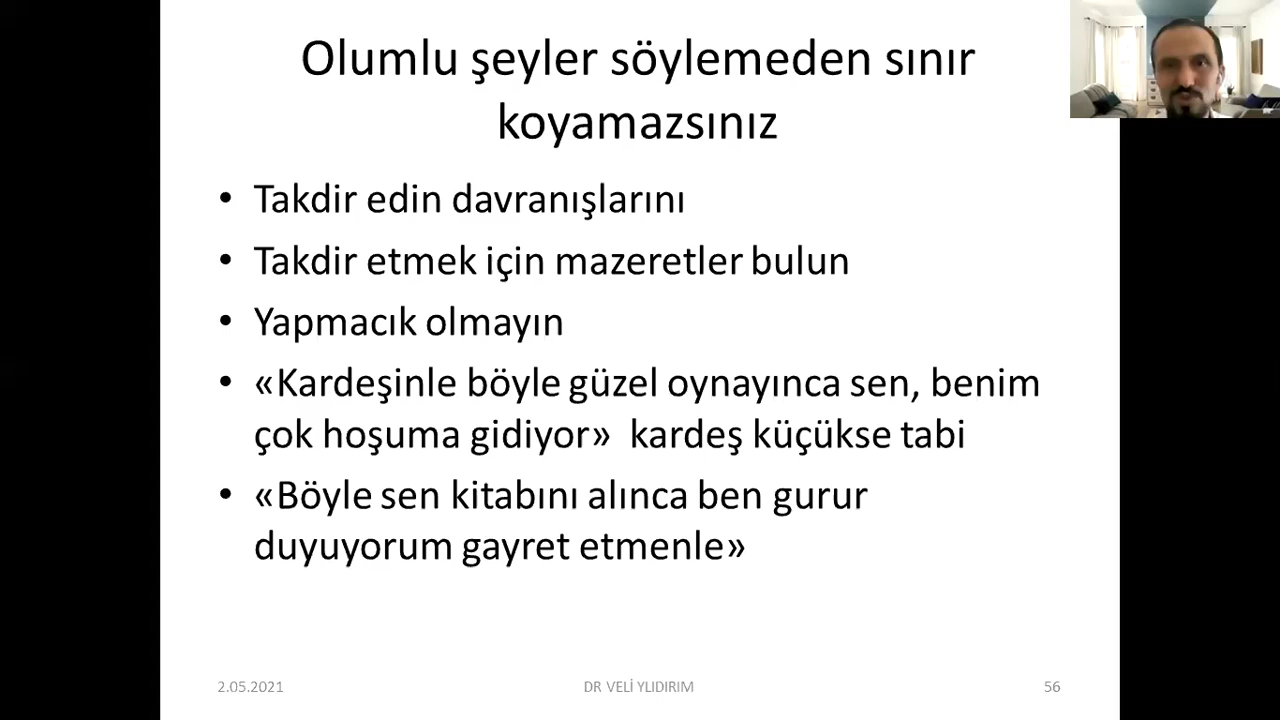 Olumlu şeyler söylemeden sınır
koyamazsınız
• Takdir edin davranışlarını
• Takdir etmek için mazeretler bulun
• Yapmacık olmayın
• «Kardeşinle böyle güzel oynayınca sen, benim
çok hoşuma gidiyor»  kardeş küçükse tabi
• «Böyle sen kitabını alınca ben gurur
duyuyorum gayret etmenle»
2.05.2021 DR VELİ YLIDIRIM 56